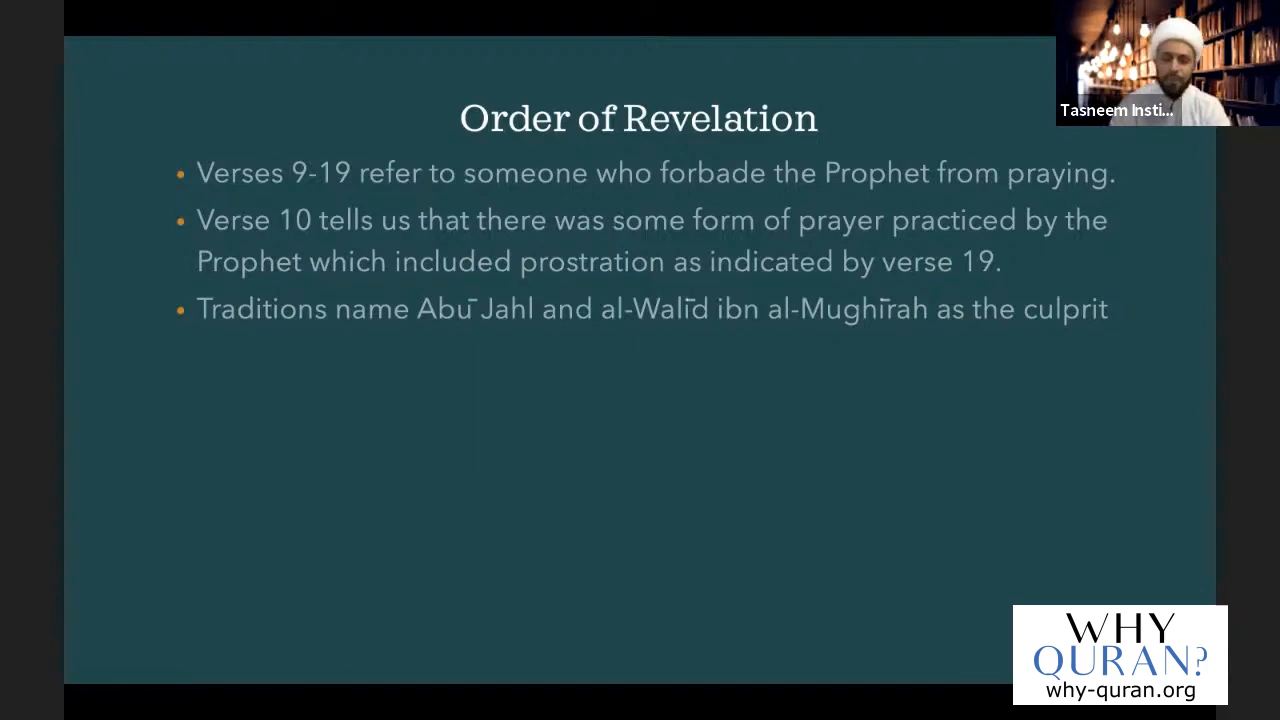 Tasneem Insti...
Order of Revelation
• Verses 9-19 refer to someone who forbade the Prophet from praying.
• Verse 10 tells us that there was some form of prayer practiced by the
Prophet which included prostration as indicated by verse 19.
• Traditions name Abū Jahl and al-Walīd ibn al-Mughīrah as the culprit
WHY
QURAN?
why-quran.org